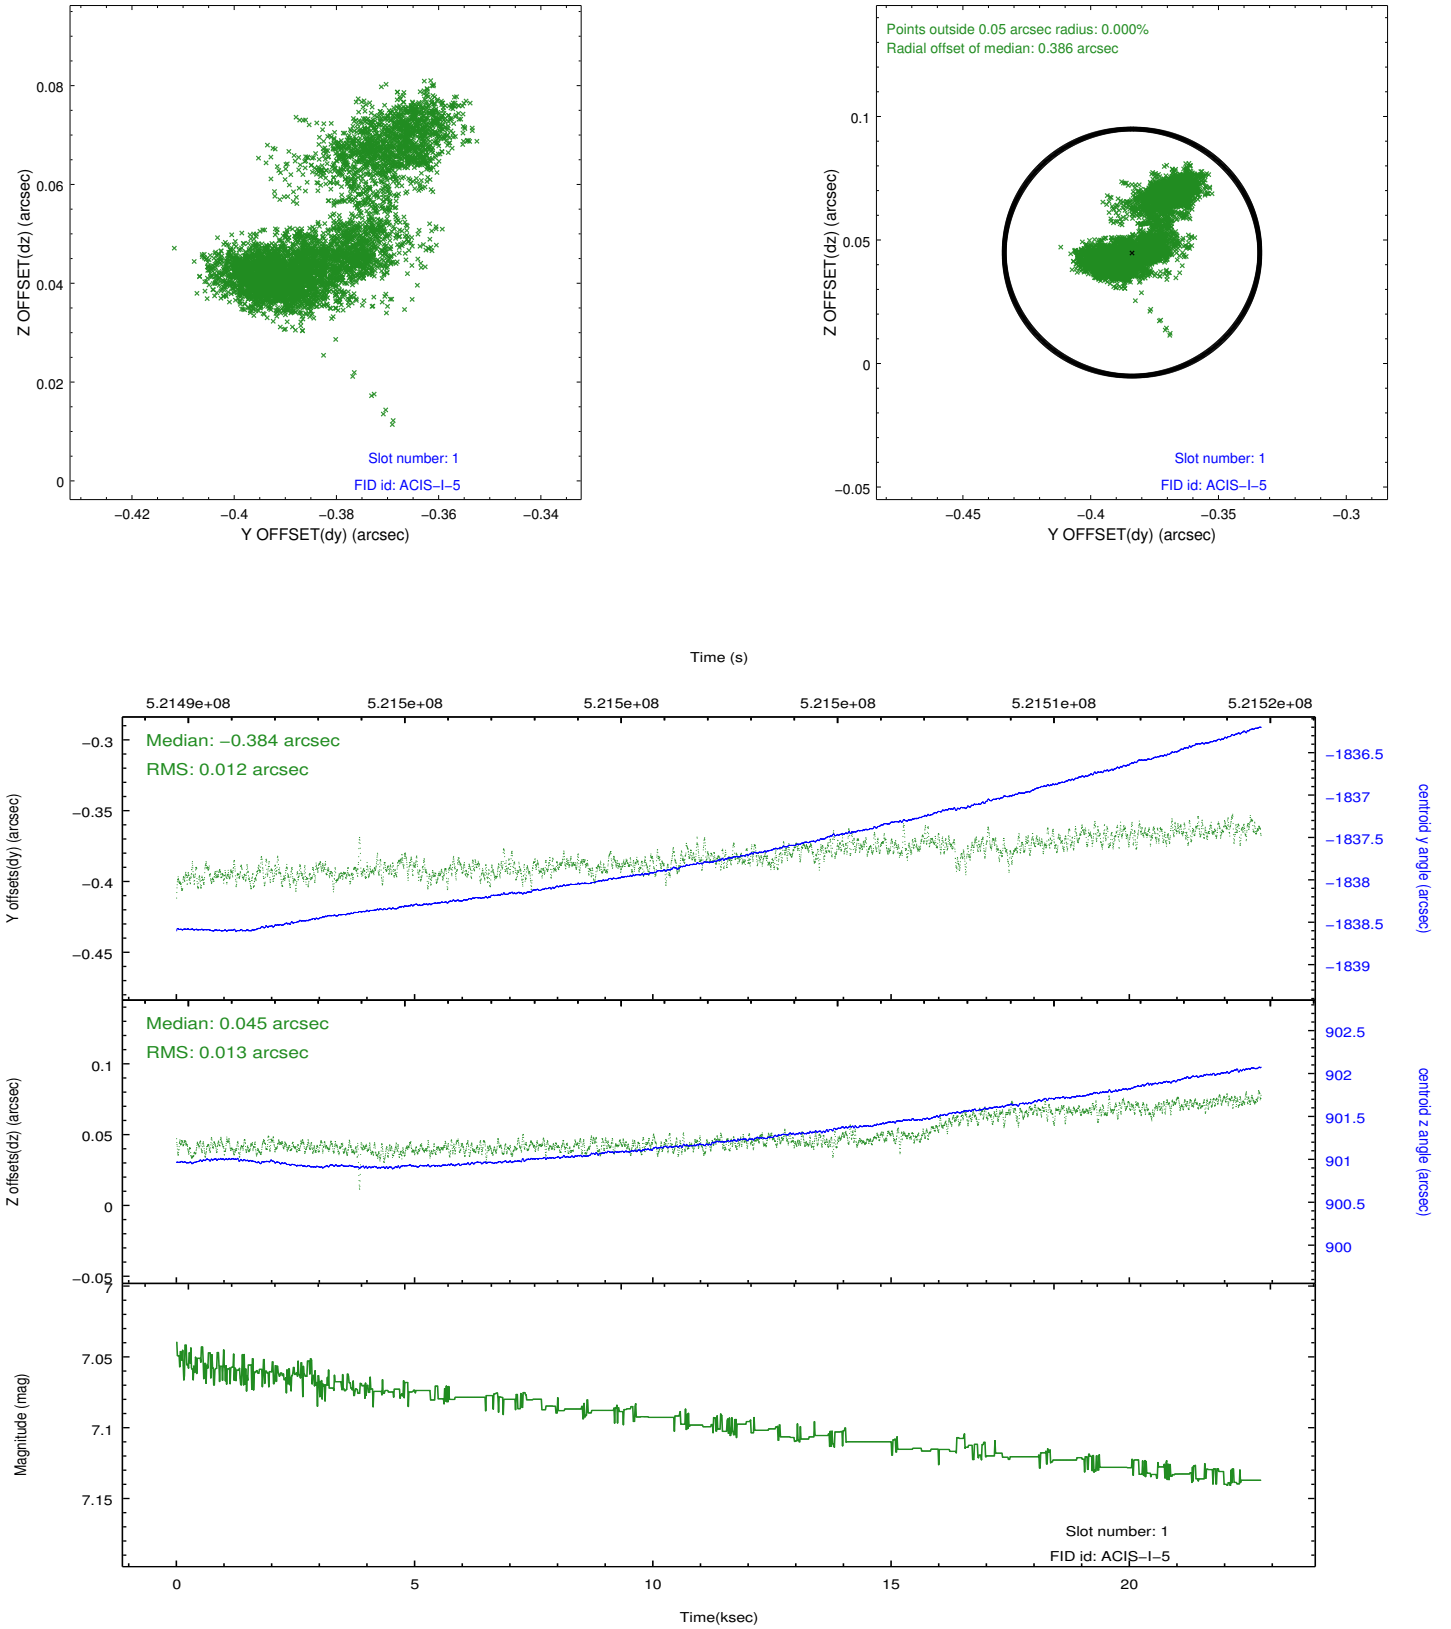 0.08
0.06
0.04
0.02
0
Z OFFSET(dz) (arcsec)
Slot number: 1
FID id: ACIS−I−5
−0.42 −0.4 −0.38 −0.36 −0.34
Y OFFSET(dy) (arcsec)
Points outside 0.05 arcsec radius: 0.000%
Radial offset of median: 0.386 arcsec
0.1
0.05
0
−0.05
Z OFFSET(dz) (arcsec)
Slot number: 1
FID id: ACIS−I−5
−0.45 −0.4 −0.35 −0.3
Y OFFSET(dy) (arcsec)
Time (s)
5.2149e+08 5.215e+08 5.215e+08 5.215e+08 5.2151e+08 5.2152e+08
Median: −0.384 arcsec
RMS: 0.012 arcsec
−0.3
−0.35
−0.4
−0.45
Y offsets(dy) (arcsec)
−1836.5
−1837
−1837.5
−1838
−1838.5
−1839
centroid y angle (arcsec)
Median: 0.045 arcsec
RMS: 0.013 arcsec
0.1
0.05
0
−0.05
Z offsets(dz) (arcsec)
902.5
902
901.5
901
900.5
900
centroid z angle (arcsec)
7
7.05
7.1
7.15
Magnitude (mag)
Slot number: 1
FID id: ACIS−I−5
0 5 10 15 20
Time(ksec)